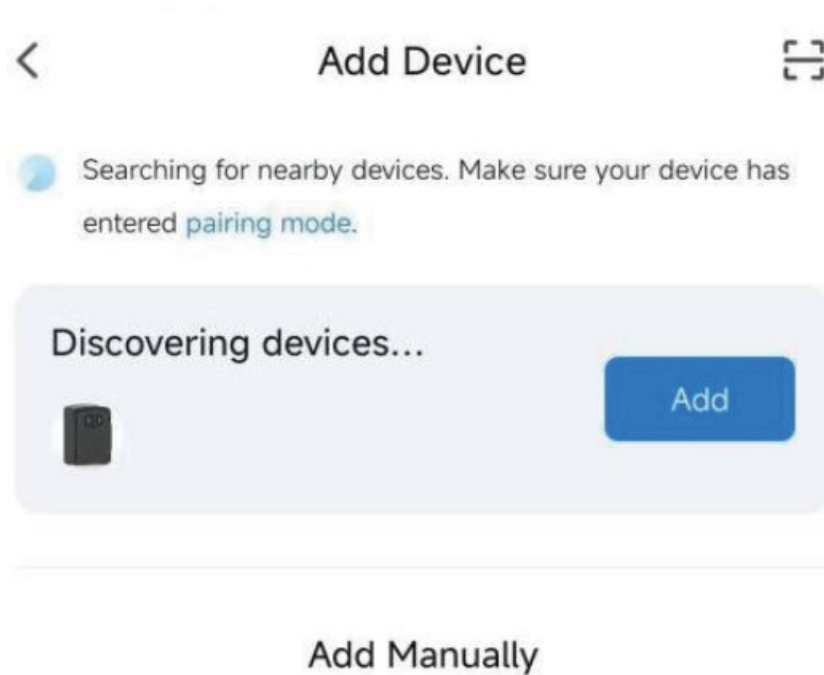 Add Device
Searching for nearby devices. Make sure your device has
entered pairing mode.
Discovering devices...
Add
Add Manually